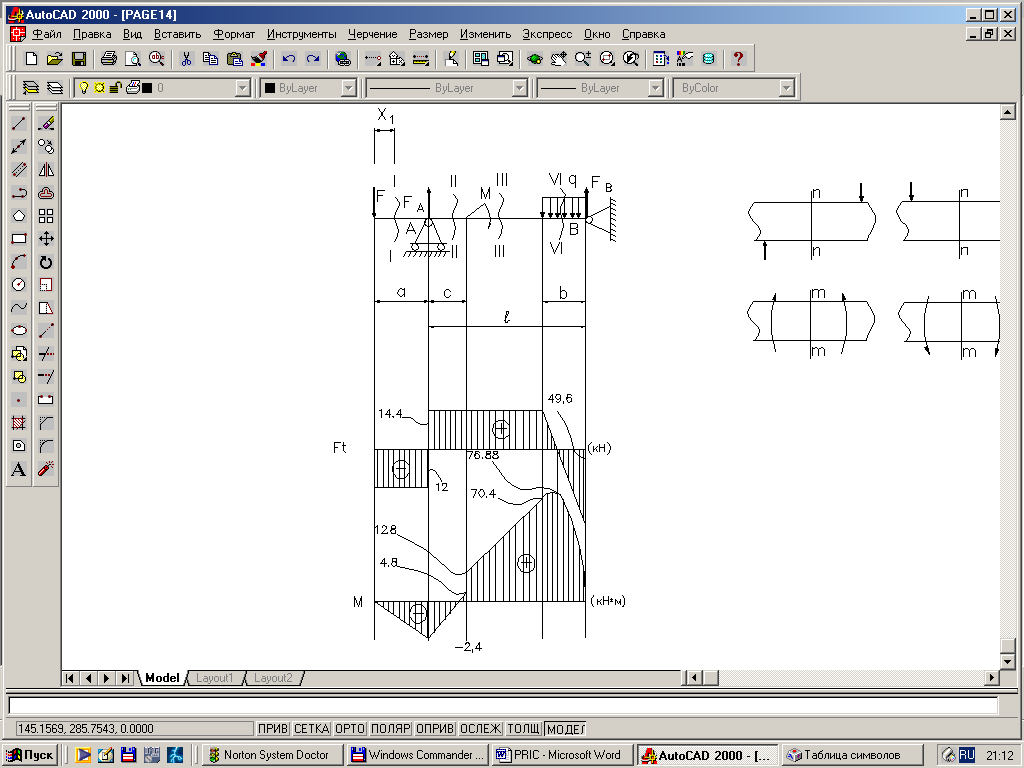 AutoCAD 2000 - [PAGE14]
Файл Правка Вид Вставить Формат Инструменты Черчение Размер Изменить Экспресс Окно Справка
0 ByLayer ByLayer ByLayer ByColor
X1
I II III VI q F B
F F A M
A B
I II III VI
a c b
ℓ
n n
n n
m m
m m
49,6
14.4
Ft (кН)
76.88
12
70.4
12.8
4.8
M (кН*м)
-2,4
Model Layout1 Layout2
145.1569, 285.7543, 0.0000 ПРИВ СЕТКА ОРТО ПОЛЯР ОПРИВ ОСЛЕЖ ТОЛЩ МОДЕЛ
Пуск Norton System Doctor Windows Commander ... PRIC - Microsoft Word AutoCAD 2000 - [... Таблица символов RU 21:12